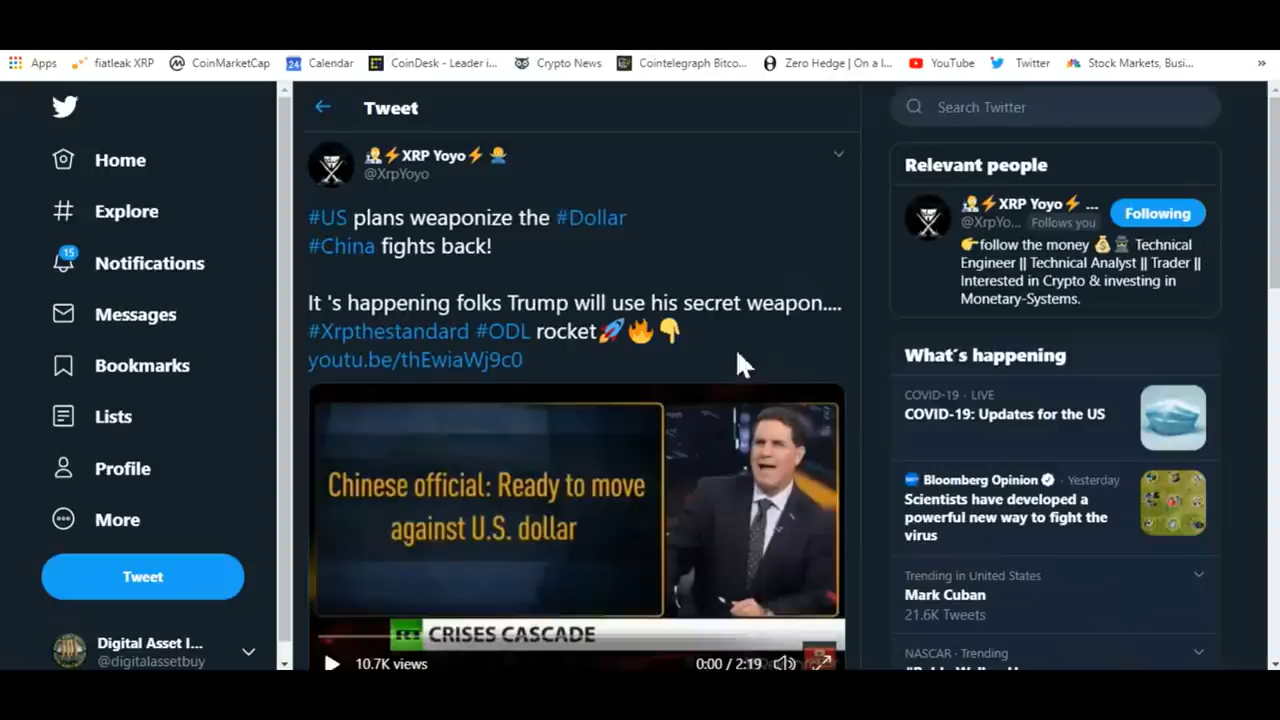 Apps fiatleak XRP CoinMarketCap Calendar CoinDesk - Leader i... Crypto News Cointelegraph Bitco... Zero Hedge | On a l... YouTube Twitter Stock Markets, Busi... »
24
Home
Explore
15
Notifications
Messages
Bookmarks
Lists
Profile
More
Tweet
Digital Asset I...
@digitalassetbuy
Tweet
XRP Yoyo
@XrpYoyo
#US plans weaponize the #Dollar
#China fights back!
It 's happening folks Trump will use his secret weapon....
#Xrpthestandard #ODL rocket🚀🔥👇
youtu.be/thEwiaWj9c0
Chinese official: Ready to move
against U.S. dollar
RT CRISES CASCADE
10.7K views 0:00 / 2:19
Search Twitter
Relevant people
XRP Yoyo ...
@XrpYo... Follows you
Following
👉follow the money 💰 Technical
Engineer || Technical Analyst || Trader ||
Interested in Crypto & investing in
Monetary-Systems.
What's happening
COVID-19 · LIVE
COVID-19: Updates for the US
Bloomberg Opinion · Yesterday
Scientists have developed a
powerful new way to fight the
virus
Trending in United States
Mark Cuban
21.6K Tweets
NASCAR · Trending